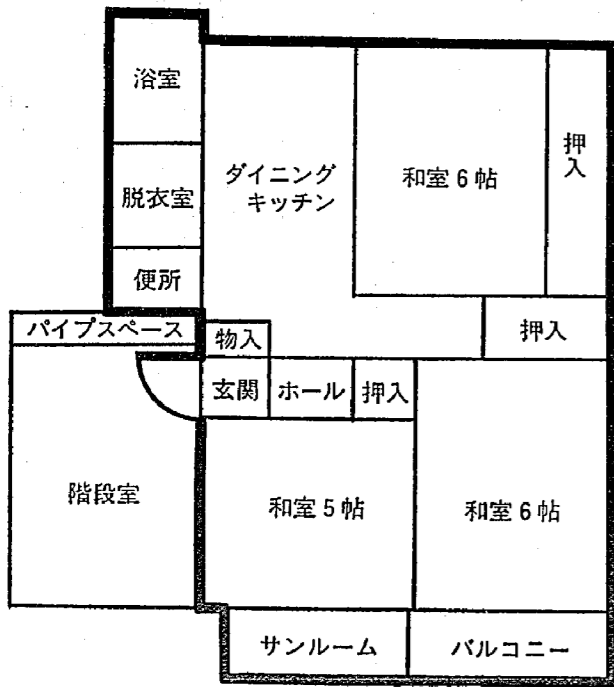 浴室
ダイニング
キッチン
和室6帖
押入
脱衣室
便所
パイプスペース
物入
押入
玄関
ホール
押入
階段室
和室5帖
和室6帖
サンルーム
バルコニー